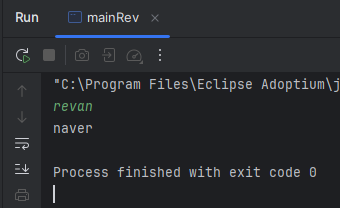 Run mainRev
"C:\Program Files\Eclipse Adoptium\j
revan
naver
Process finished with exit code 0